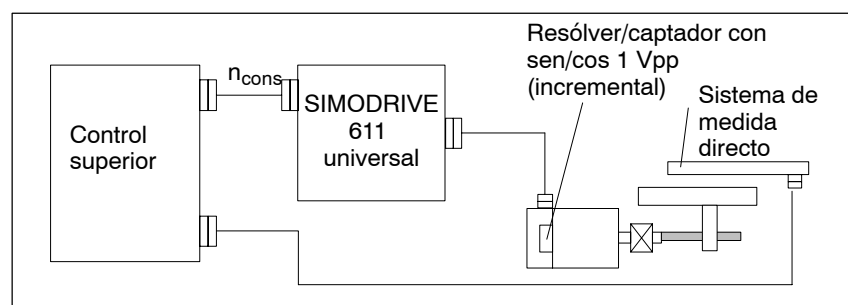 Resólver/captador con
sen/cos 1 Vpp
(incremental)
n_cons
SIMODRIVE
611
universal
Control
superior
Sistema de
medida
directo